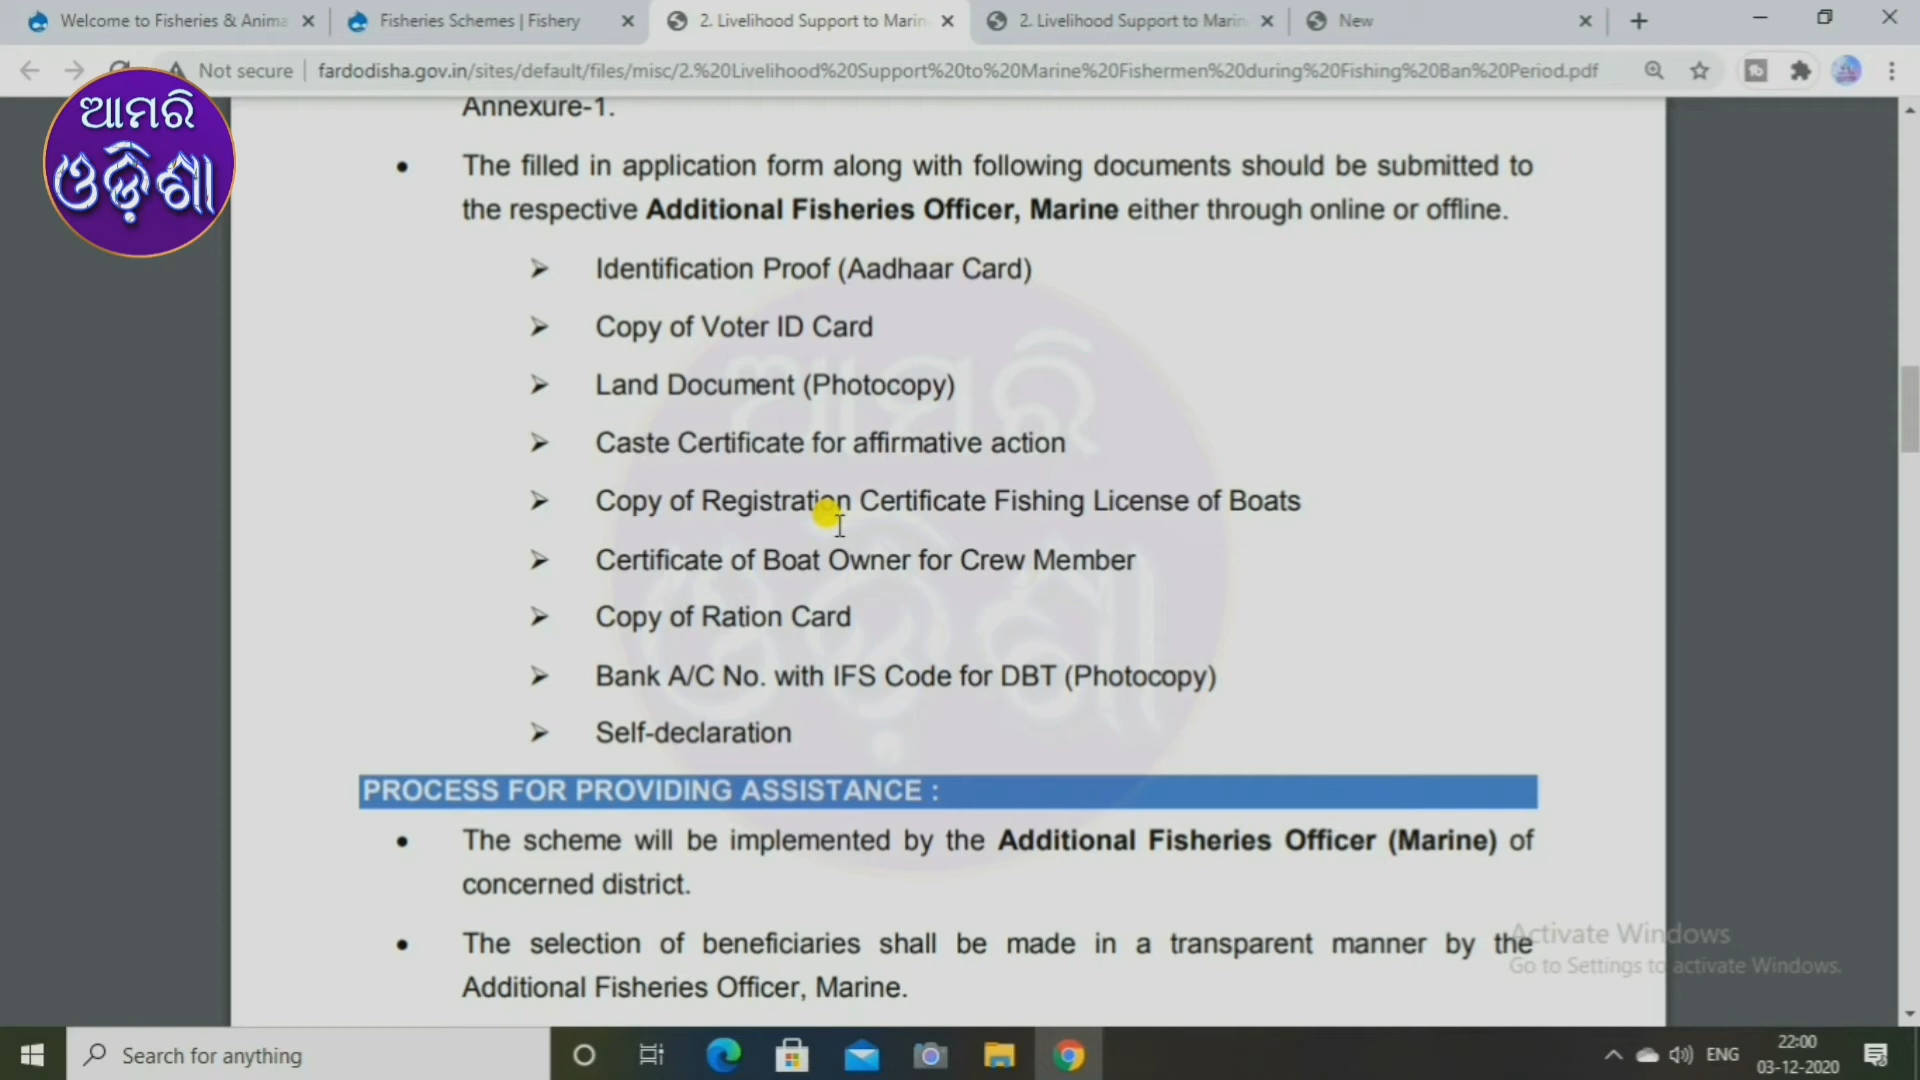 Welcome to Fisheries & Anima
Fisheries Schemes | Fishery
2. Livelihood Support to Marin
2. Livelihood Support to Marin
New
Not secure
fardodisha.gov.in/sites/default/files/misc/2.%20Livelihood%20Support%20to%20Marine%20Fishermen%20during%20Fishing%20Ban%20Period.pdf
ଆମରି
ଓଡ଼ିଶା
Annexure-1.
• The filled in application form along with following documents should be submitted to
the respective Additional Fisheries Officer, Marine either through online or offline.
➢ Identification Proof (Aadhaar Card)
➢ Copy of Voter ID Card
➢ Land Document (Photocopy)
➢ Caste Certificate for affirmative action
➢ Copy of Registration Certificate Fishing License of Boats
➢ Certificate of Boat Owner for Crew Member
➢ Copy of Ration Card
➢ Bank A/C No. with IFS Code for DBT (Photocopy)
➢ Self-declaration
ଆମରି
ଓଡ଼ିଶା
PROCESS FOR PROVIDING ASSISTANCE :
• The scheme will be implemented by the Additional Fisheries Officer (Marine) of
concerned district.
• The selection of beneficiaries shall be made in a transparent manner by the
Additional Fisheries Officer, Marine.
Activate Windows
Go to Settings to activate Windows.
Search for anything
ENG
22:00
03-12-2020